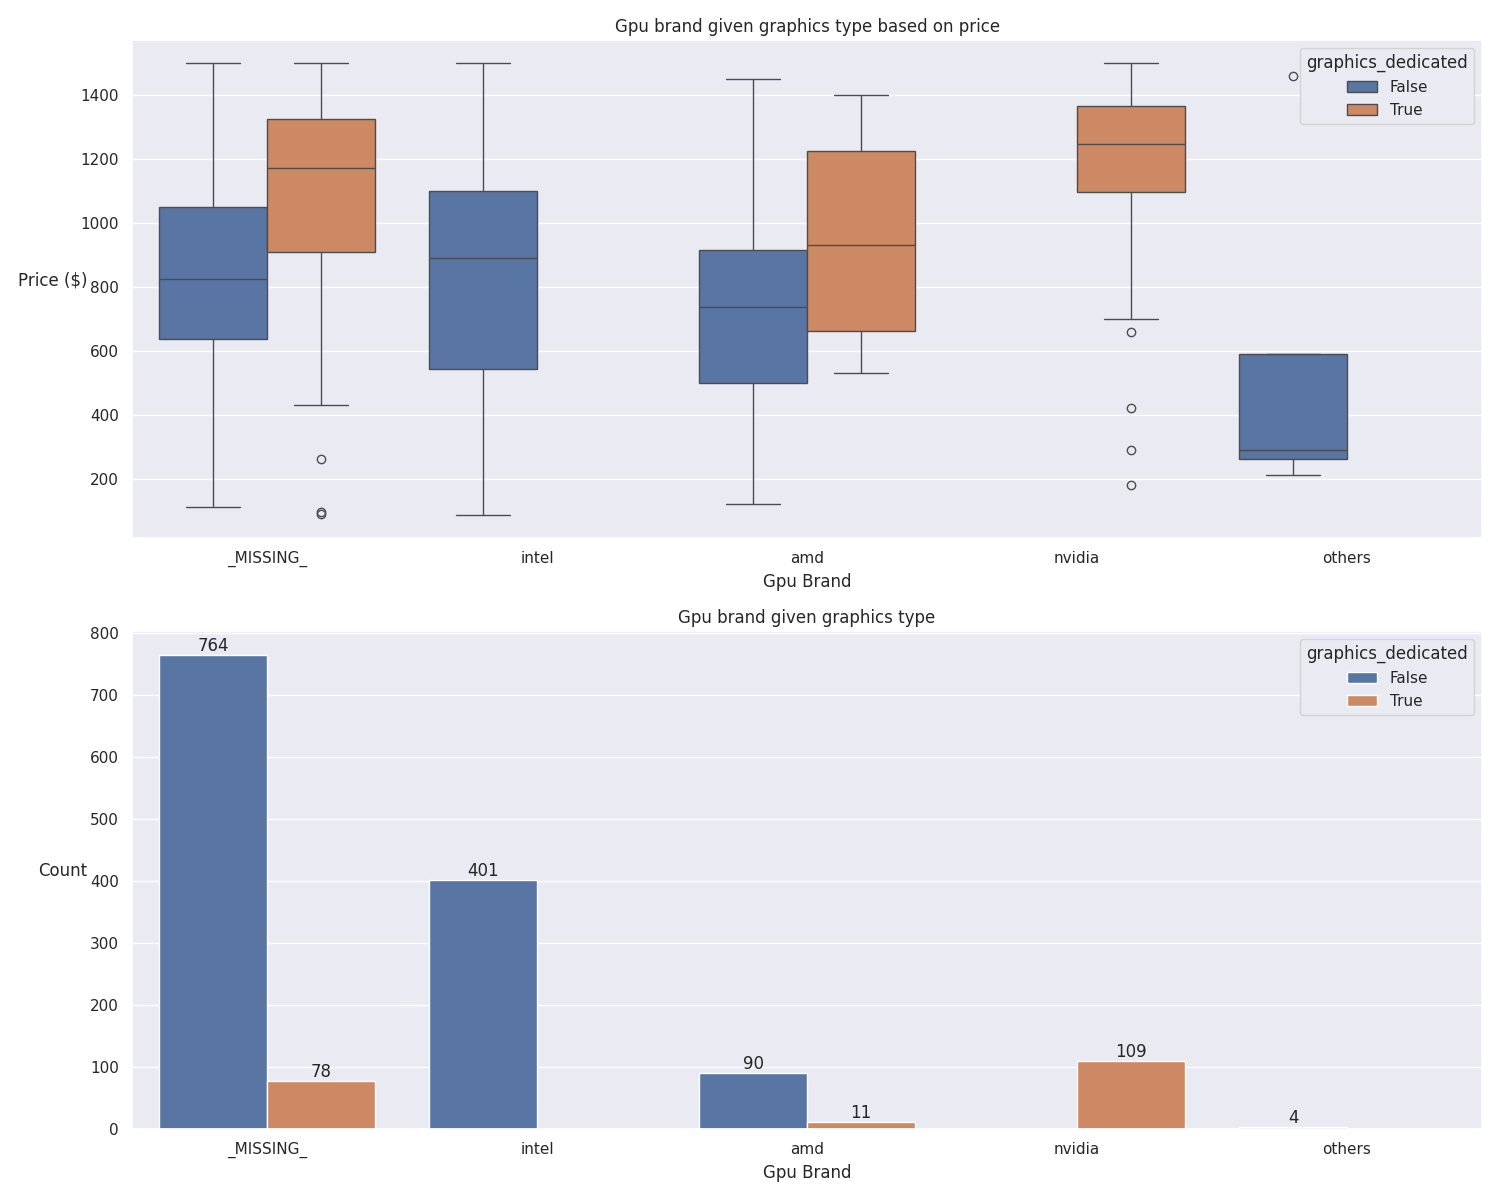 Gpu brand given graphics type based on price
graphics_dedicated
False
True
1400
1200
1000
800
600
400
200
Price ($)
_MISSING_ intel amd nvidia others
Gpu Brand
Gpu brand given graphics type
graphics_dedicated
False
True
800
700
600
500
400
300
200
100
0
Count
764
78
401
90
11
109
4
_MISSING_ intel amd nvidia others
Gpu Brand